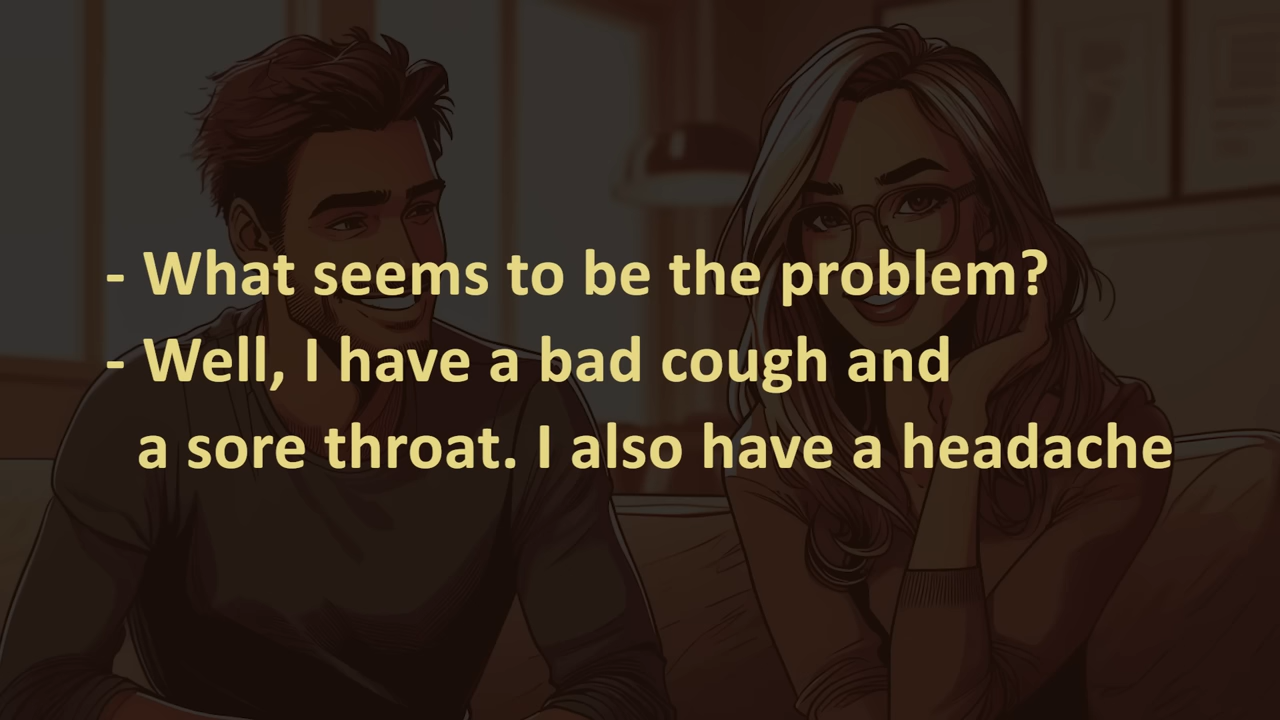 - What seems to be the problem?
- Well, I have a bad cough and
a sore throat. I also have a headache